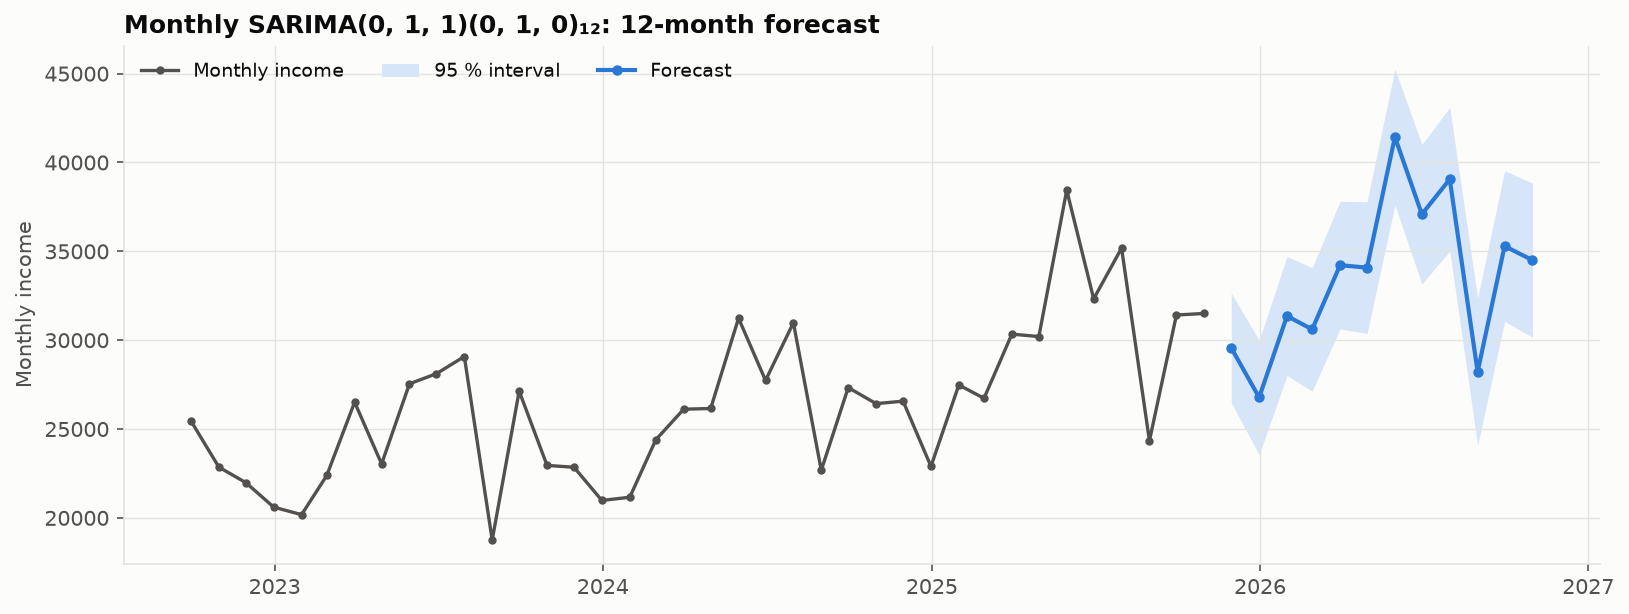 Monthly SARIMA(0, 1, 1)(0, 1, 0)₁₂: 12-month forecast
Monthly income
95 % interval
Forecast
Monthly income
45000
40000
35000
30000
25000
20000
2023
2024
2025
2026
2027